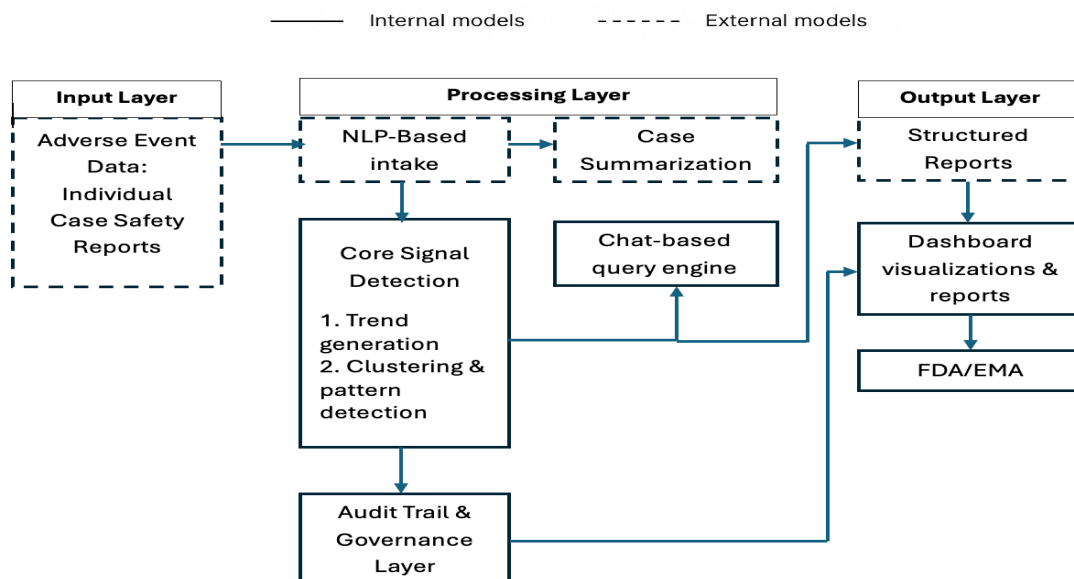 Internal models
External models
Input Layer
Processing Layer
Output Layer
Adverse Event
Data:
Individual
Case Safety
Reports
NLP-Based
intake
Case
Summarization
Structured
Reports
Core Signal
Detection
1. Trend
generation
2. Clustering &
pattern
detection
Chat-based
query engine
Dashboard
visualizations &
reports
FDA/EMA
Audit Trail &
Governance
Layer